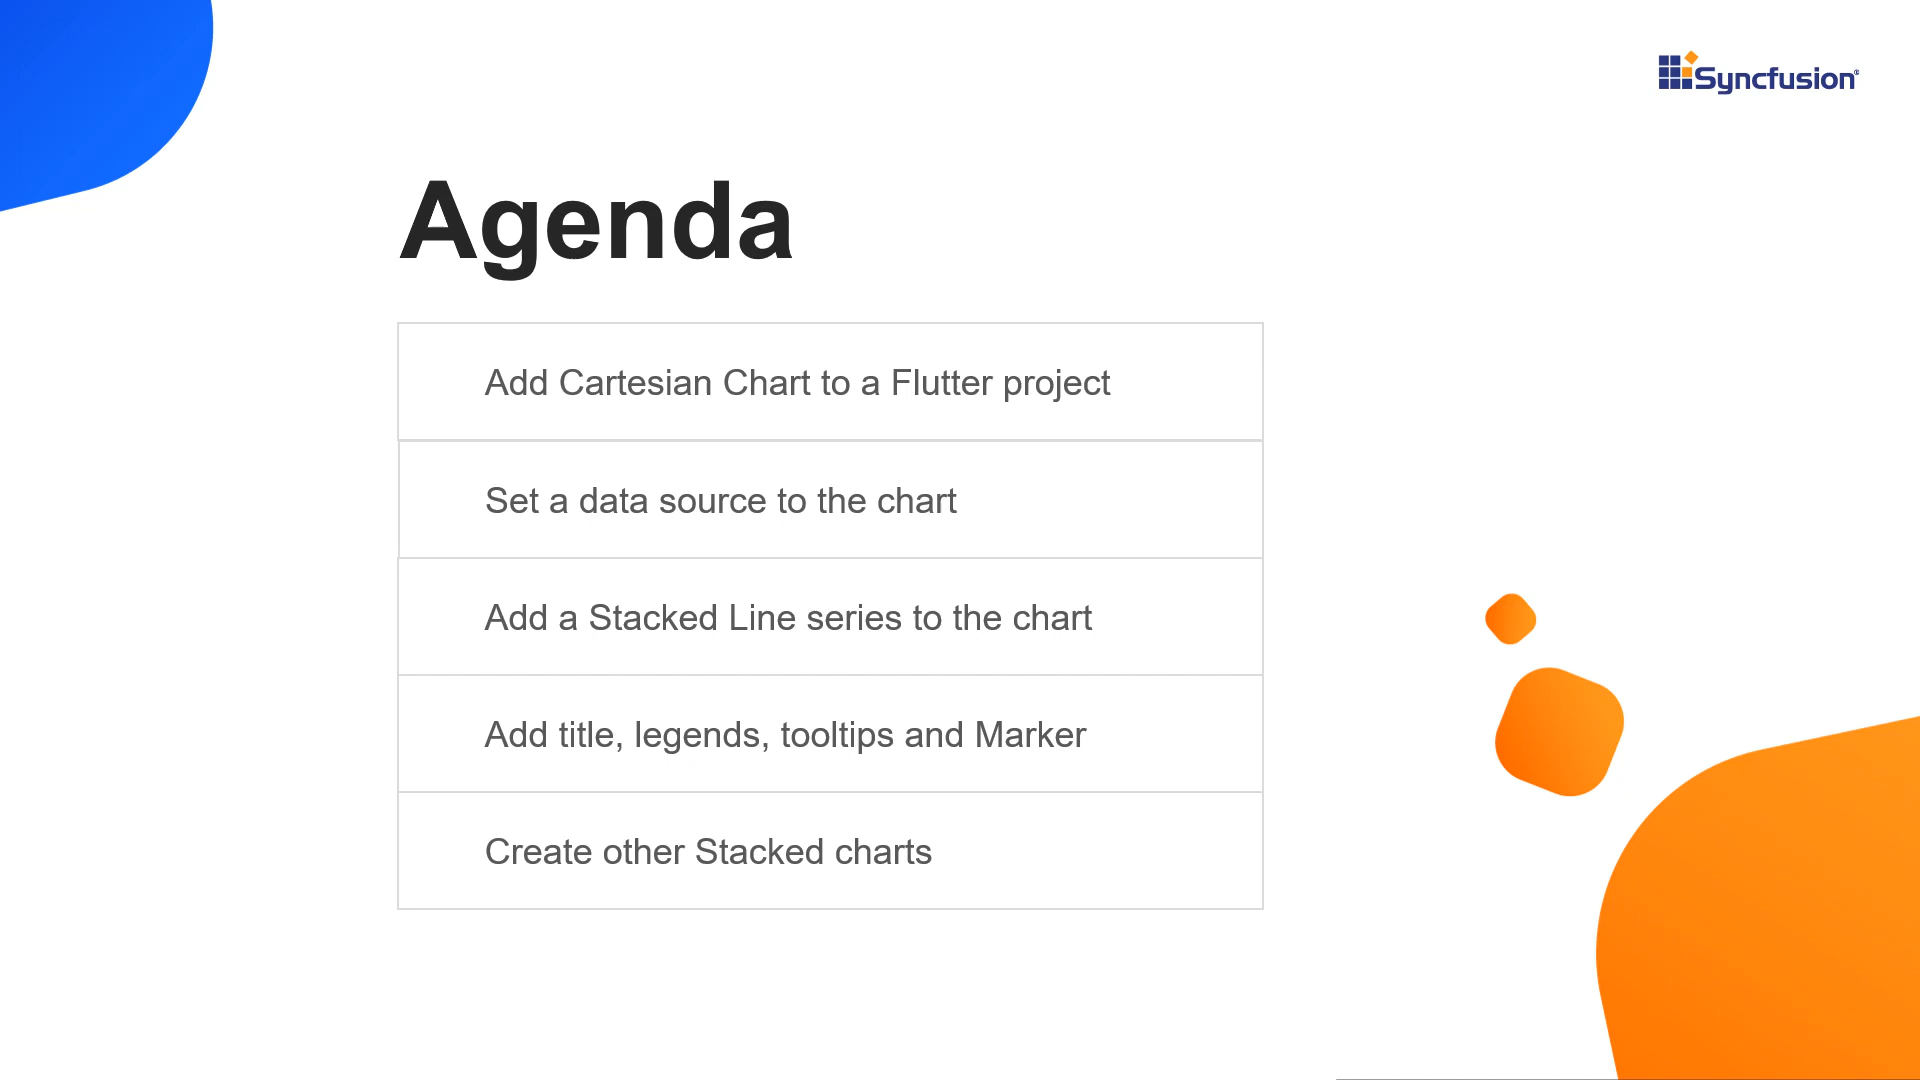 Syncfusion
Agenda
Add Cartesian Chart to a Flutter project
Set a data source to the chart
Add a Stacked Line series to the chart
Add title, legends, tooltips and Marker
Create other Stacked charts